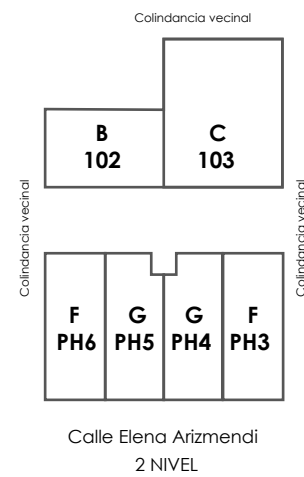 Colindancia vecinal
B
102
C
103
Colindancia vecinal
Colindancia vecinal
F
PH6
G
PH5
G
PH4
F
PH3
Calle Elena Arizmendi
2 NIVEL